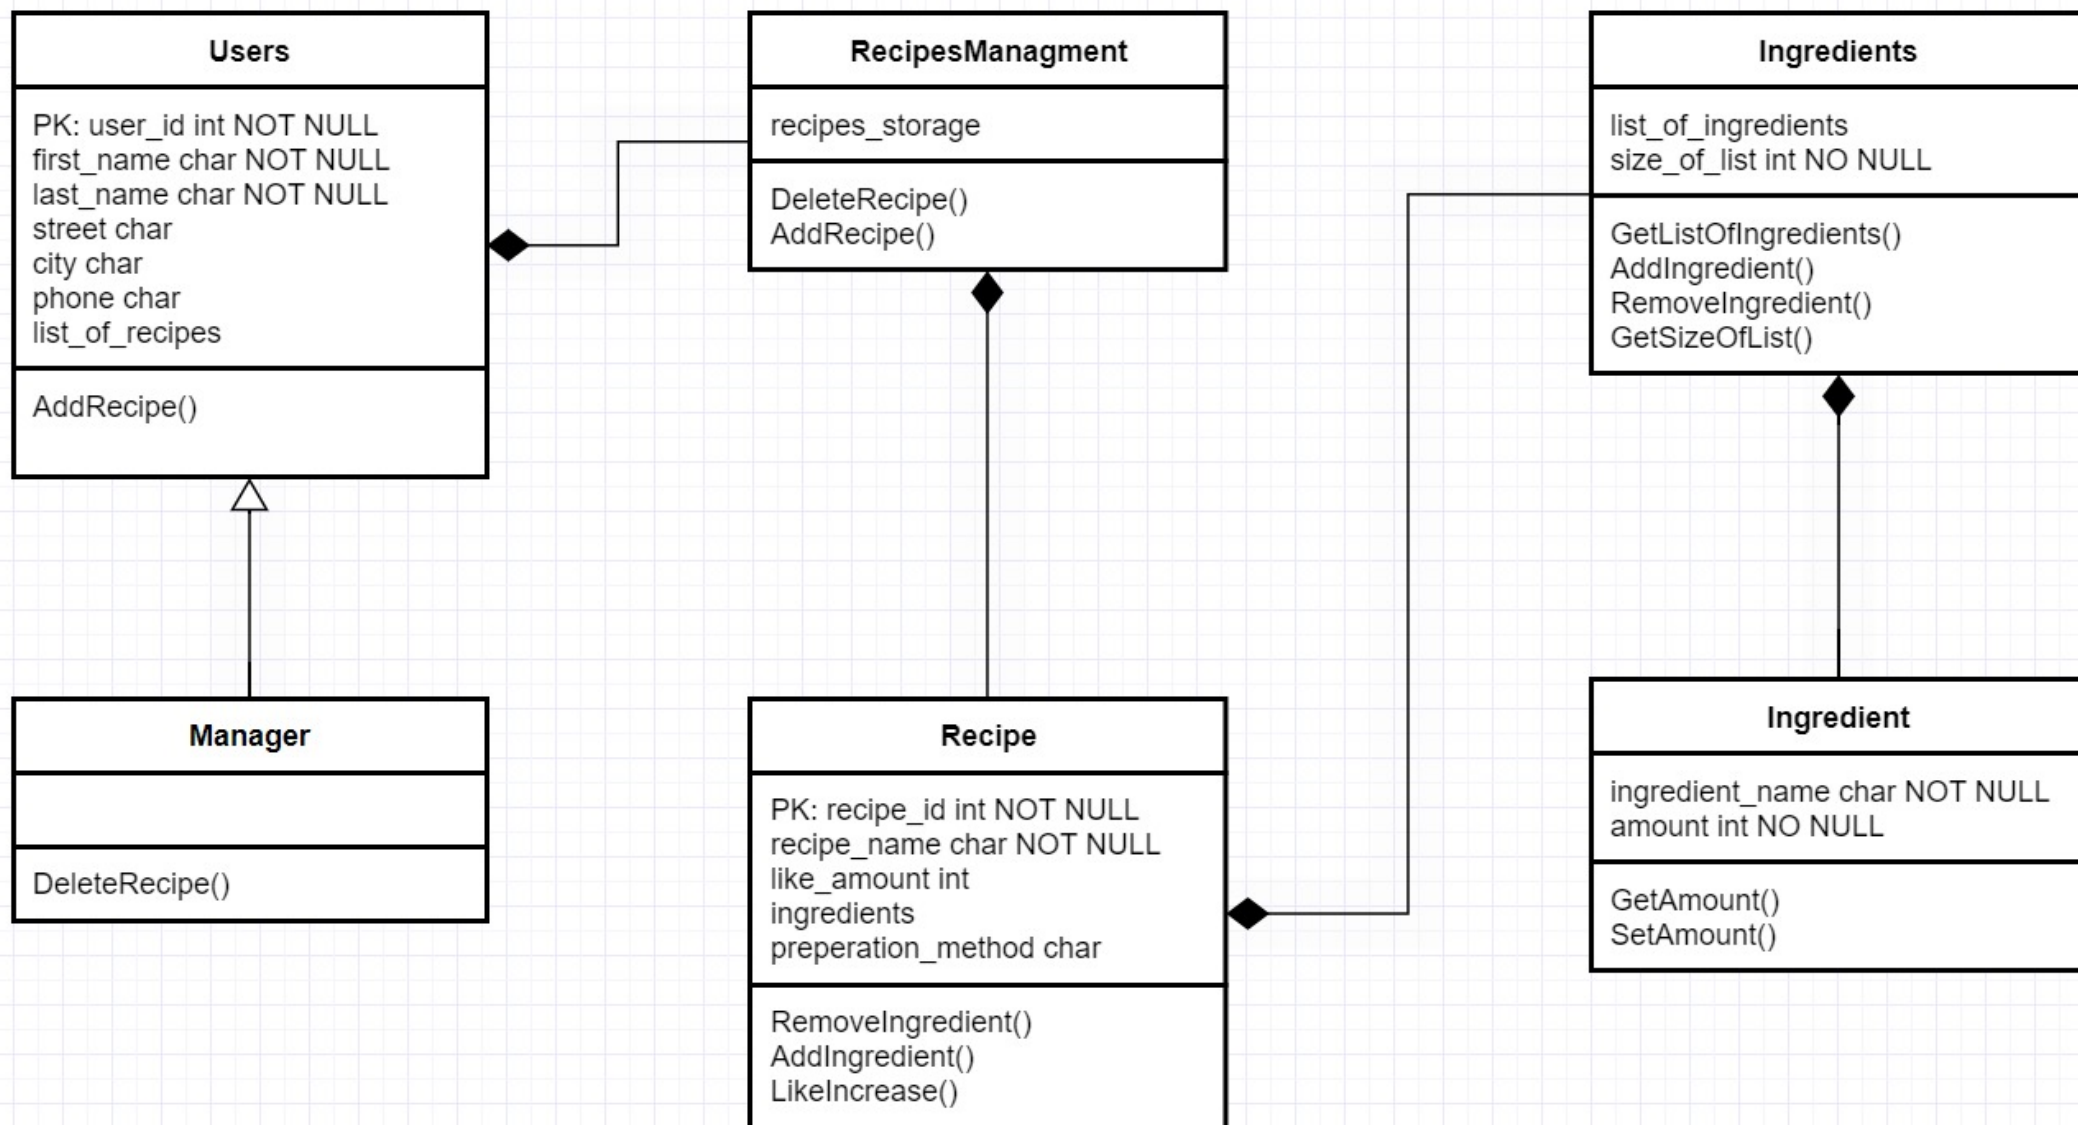 Users
PK: user_id int NOT NULL
first_name char NOT NULL
last_name char NOT NULL
street char
city char
phone char
list_of_recipes
AddRecipe()
RecipesManagment
recipes_storage
DeleteRecipe()
AddRecipe()
Ingredients
list_of_ingredients
size_of_list int NO NULL
GetListOfIngredients()
AddIngredient()
RemoveIngredient()
GetSizeOfList()
Manager
DeleteRecipe()
Recipe
PK: recipe_id int NOT NULL
recipe_name char NOT NULL
like_amount int
ingredients
preperation_method char
RemoveIngredient()
AddIngredient()
LikeIncrease()
Ingredient
ingredient_name char NOT NULL
amount int NO NULL
GetAmount()
SetAmount()